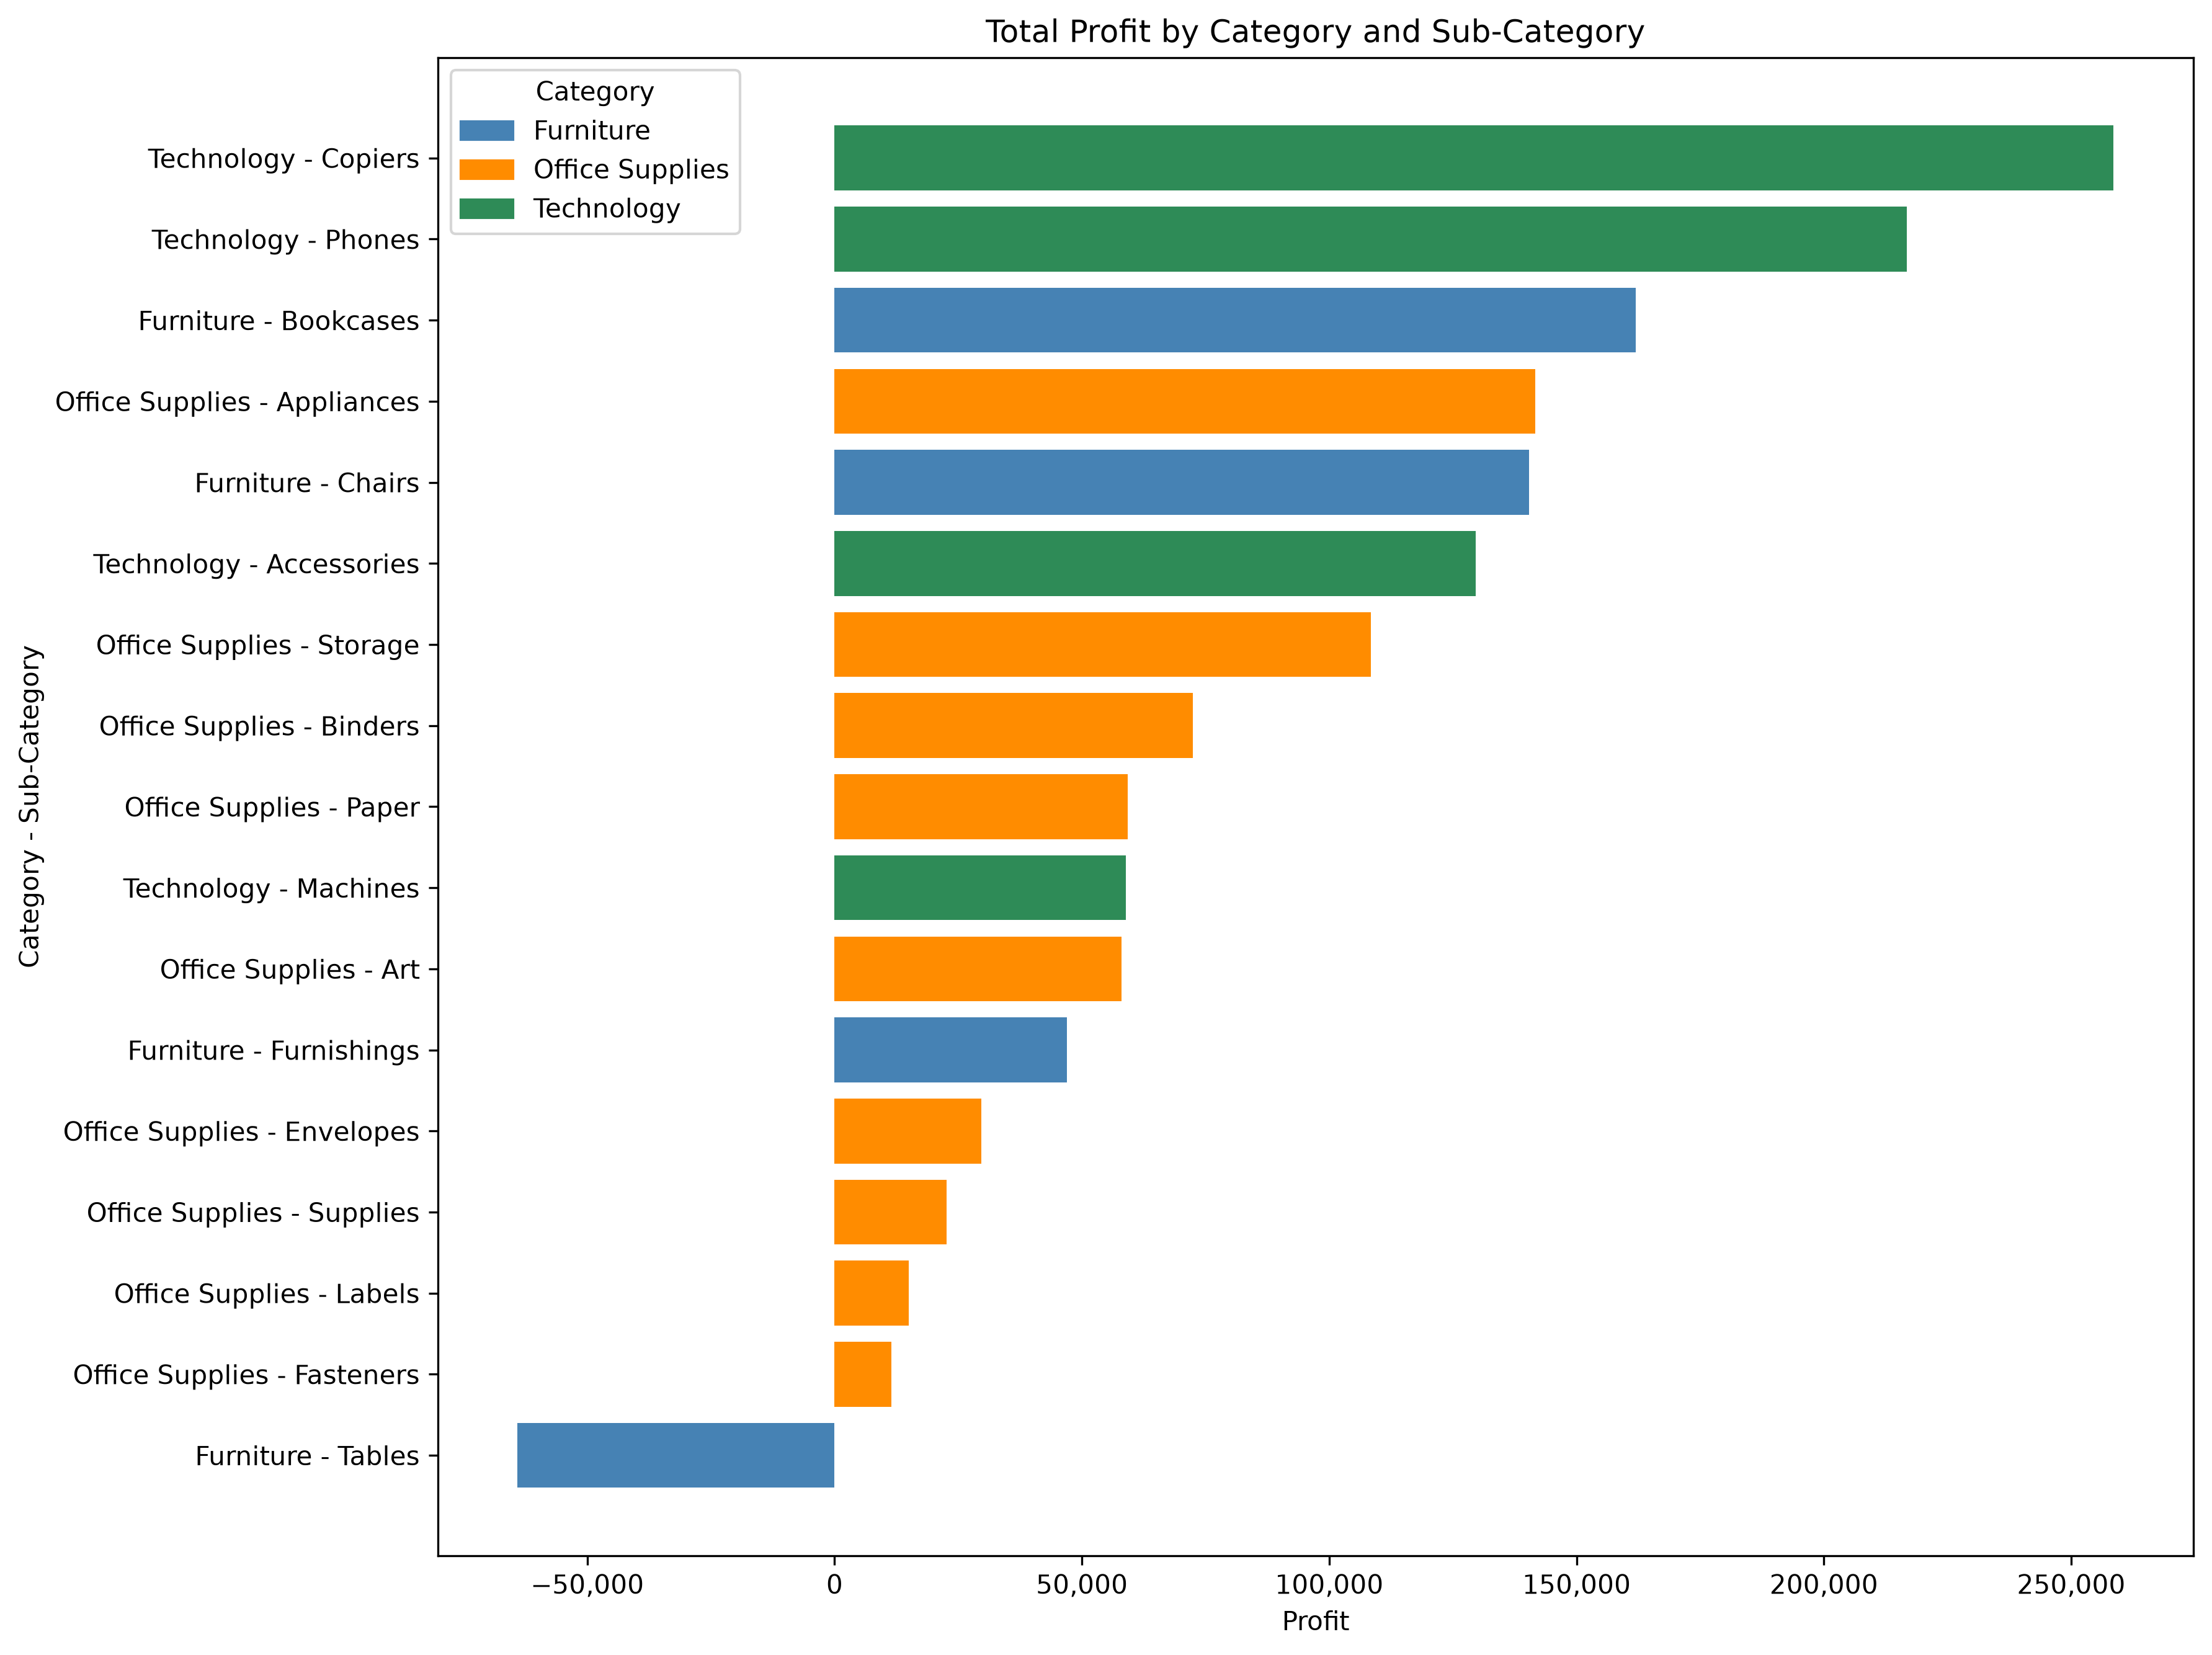 Total Profit by Category and Sub-Category
Category
Furniture
Office Supplies
Technology
Category - Sub-Category
Technology - Copiers
Technology - Phones
Furniture - Bookcases
Office Supplies - Appliances
Furniture - Chairs
Technology - Accessories
Office Supplies - Storage
Office Supplies - Binders
Office Supplies - Paper
Technology - Machines
Office Supplies - Art
Furniture - Furnishings
Office Supplies - Envelopes
Office Supplies - Supplies
Office Supplies - Labels
Office Supplies - Fasteners
Furniture - Tables
−50,000 0 50,000 100,000 150,000 200,000 250,000
Profit